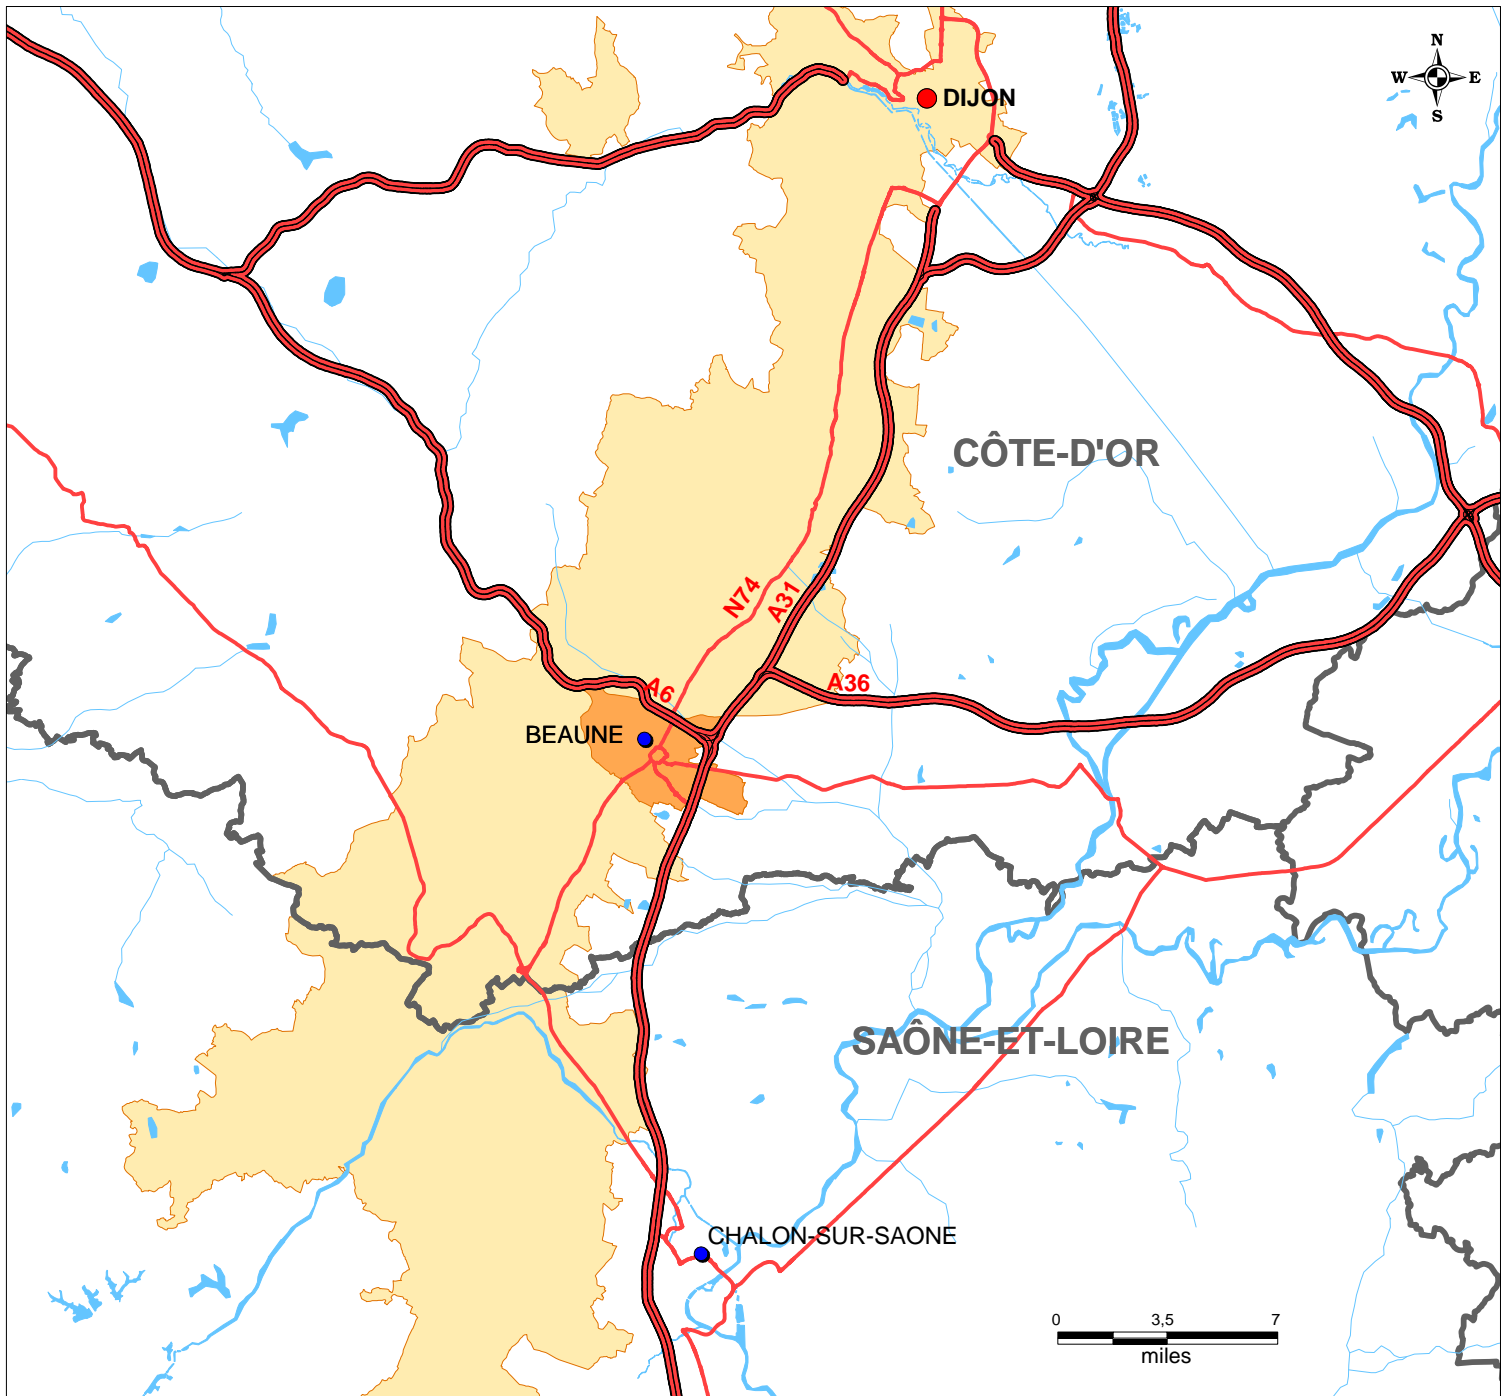 N
W E
S
DIJON
CÔTE-D'OR
N74
A31
A6
A36
BEAUNE
SAÔNE-ET-LOIRE
CHALON-SUR-SAONE
0 3,5 7
miles